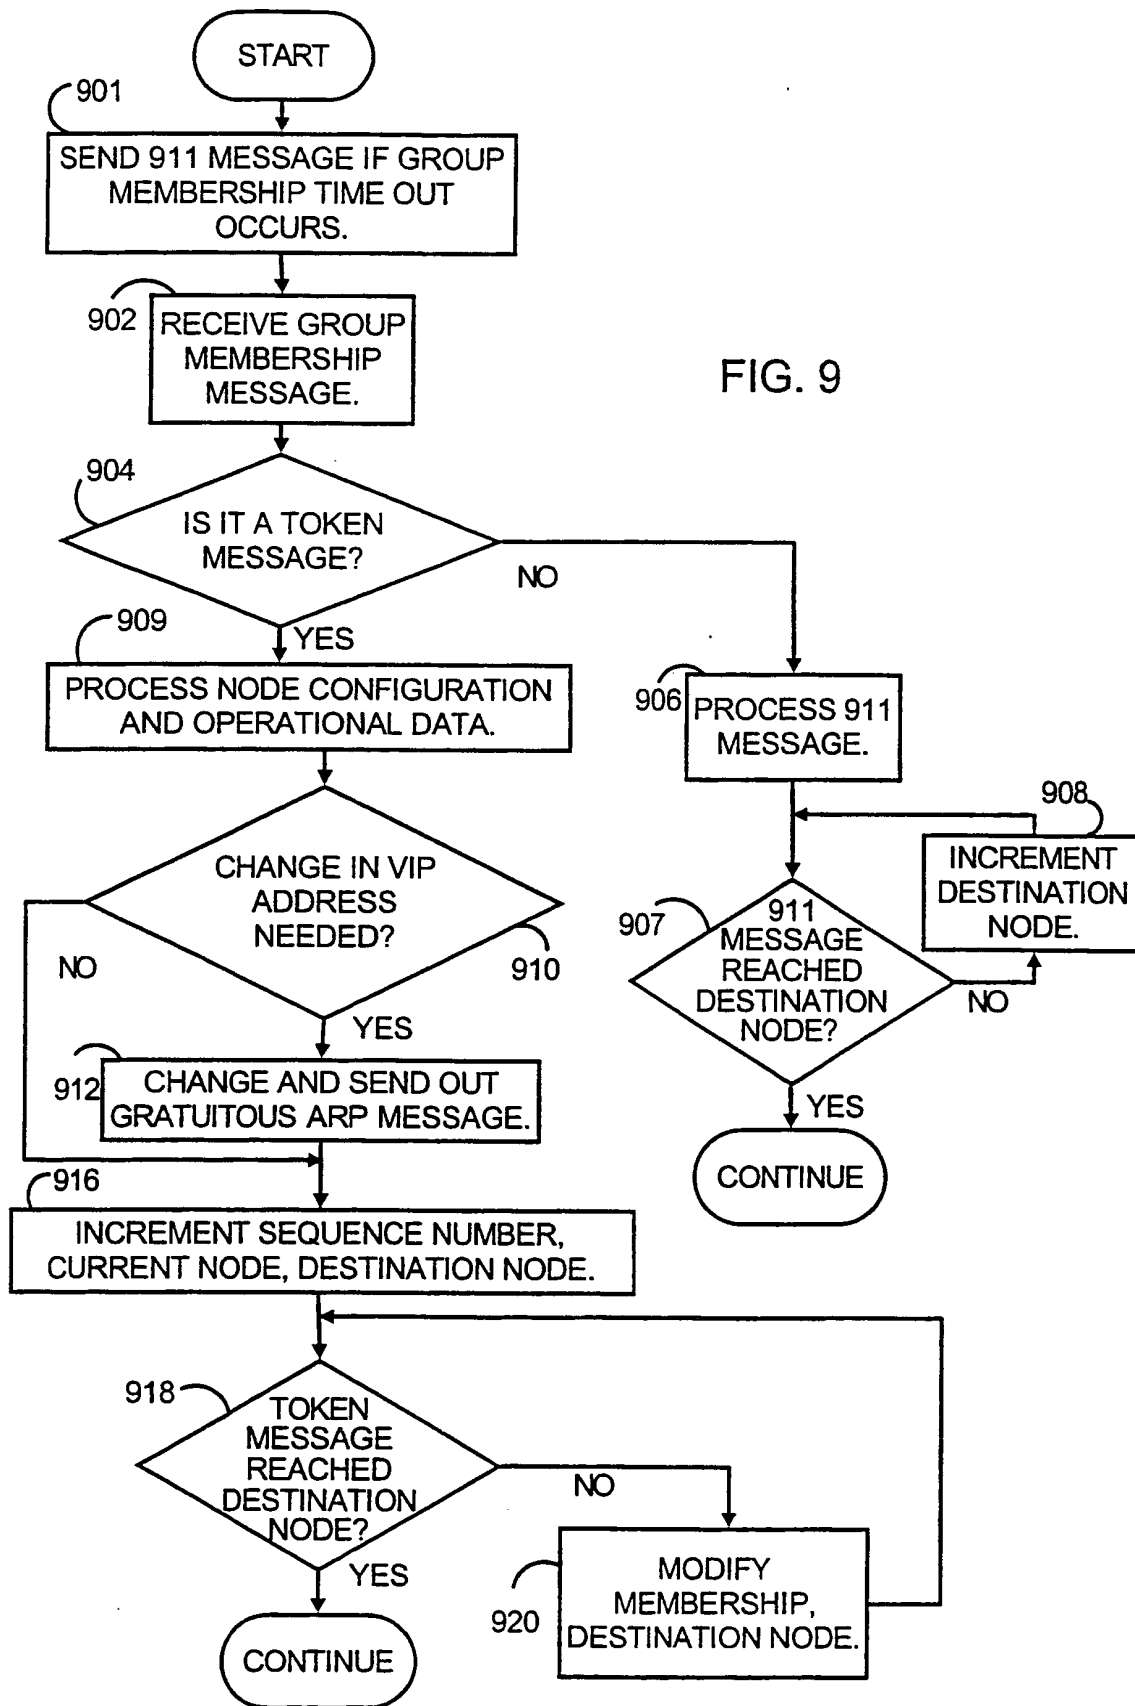 START
901
SEND 911 MESSAGE IF GROUP
MEMBERSHIP TIME OUT
OCCURS.
902
RECEIVE GROUP
MEMBERSHIP
MESSAGE.
FIG. 9
904
IS IT A TOKEN
MESSAGE?
NO
YES
909
PROCESS NODE CONFIGURATION
AND OPERATIONAL DATA.
906
PROCESS 911
MESSAGE.
908
INCREMENT
DESTINATION
NODE.
CHANGE IN VIP
ADDRESS
NEEDED?
910
NO
YES
907
911
MESSAGE
REACHED
DESTINATION
NODE?
NO
YES
CONTINUE
912
CHANGE AND SEND OUT
GRATUITOUS ARP MESSAGE.
916
INCREMENT SEQUENCE NUMBER,
CURRENT NODE, DESTINATION NODE.
918
TOKEN
MESSAGE
REACHED
DESTINATION
NODE?
NO
YES
920
MODIFY
MEMBERSHIP,
DESTINATION NODE.
CONTINUE